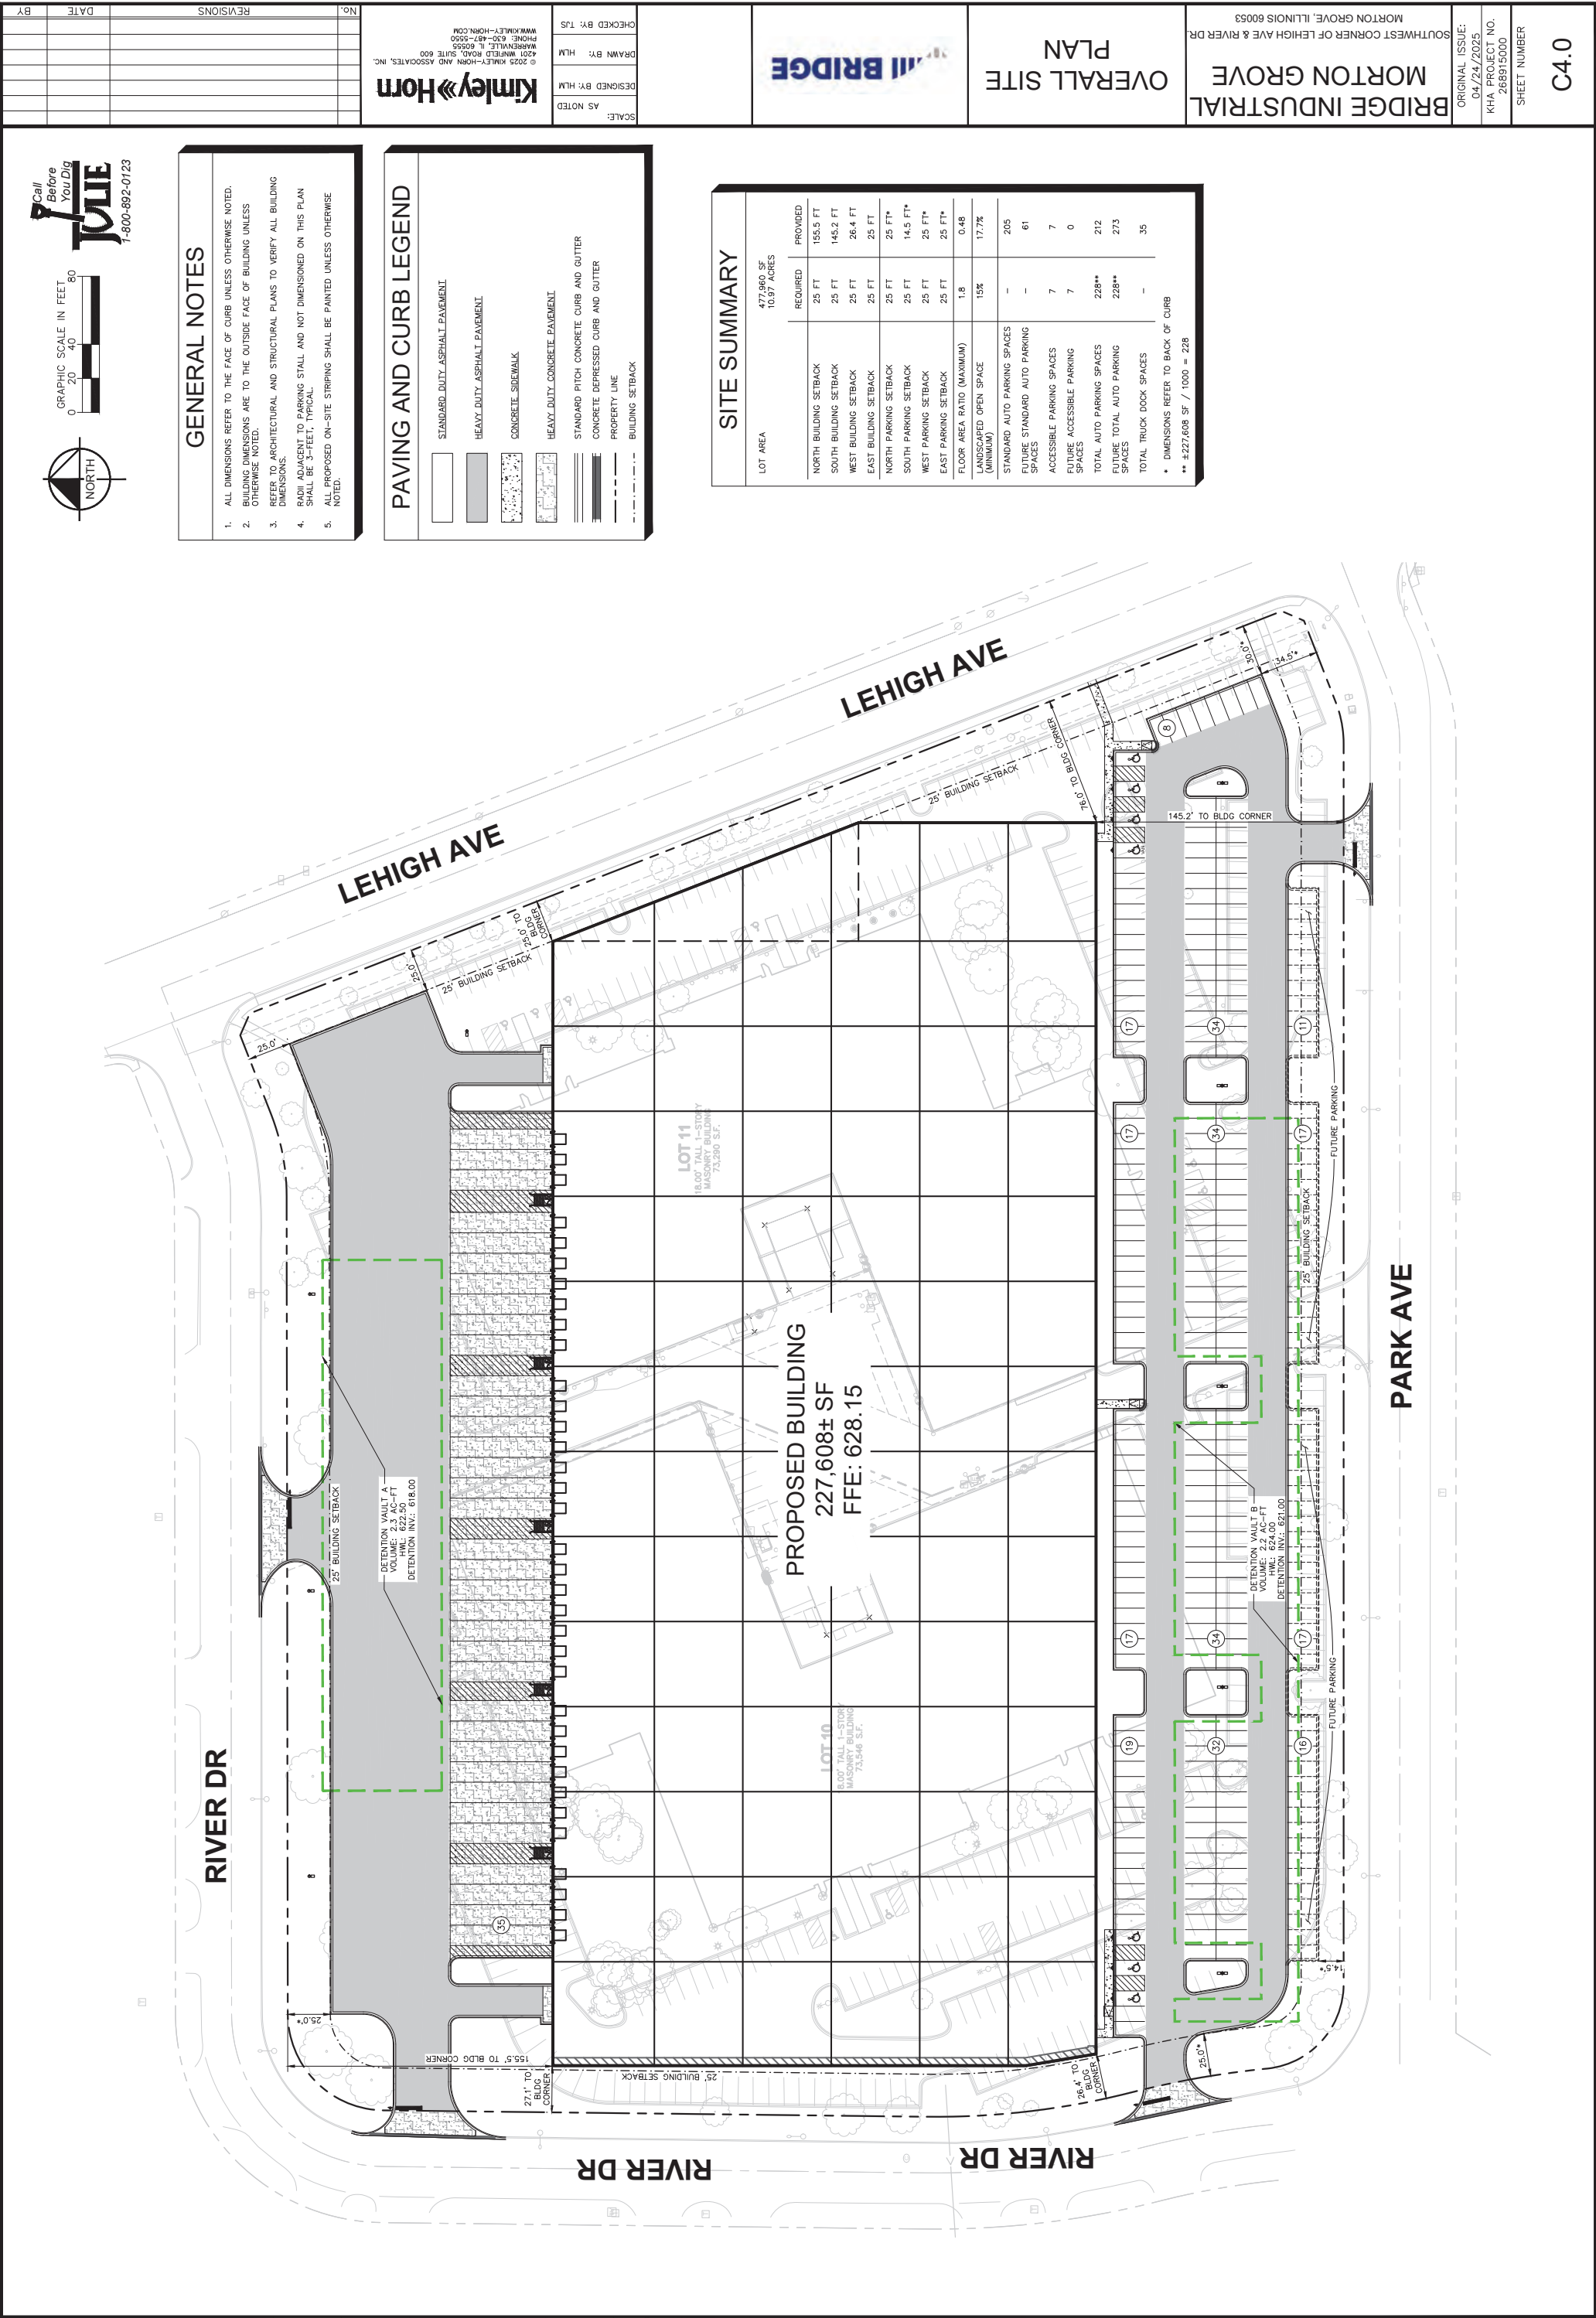 BY
DATE
REVISIONS
No.
Kimley»Horn
© 2025 KIMLEY-HORN AND ASSOCIATES, INC.
4201 WINFIELD ROAD, SUITE 600
WARRENVILLE, IL 60555
PHONE: 630-487-5550
WWW.KIMLEY-HORN.COM
SCALE:
AS NOTED
DESIGNED BY: HLM
DRAWN BY: HLM
CHECKED BY: TJS
BRIDGE
OVERALL SITE
PLAN
BRIDGE INDUSTRIAL
MORTON GROVE
SOUTHWEST CORNER OF LEHIGH AVE & RIVER DR.
MORTON GROVE, ILLINOIS 60053
ORIGINAL ISSUE:
04/24/2025
KHA PROJECT NO.
268915000
SHEET NUMBER
C4.0
Call
Before
You Dig
JULIE
1-800-892-0123
GRAPHIC SCALE IN FEET
0 20 40 80
NORTH
GENERAL NOTES
1. ALL DIMENSIONS REFER TO THE FACE OF CURB UNLESS OTHERWISE NOTED.
2. BUILDING DIMENSIONS ARE TO THE OUTSIDE FACE OF BUILDING UNLESS
OTHERWISE NOTED.
3. REFER TO ARCHITECTURAL AND STRUCTURAL PLANS TO VERIFY ALL BUILDING
DIMENSIONS.
4. RADII ADJACENT TO PARKING STALL AND NOT DIMENSIONED ON THIS PLAN
SHALL BE 3-FEET, TYPICAL.
5. ALL PROPOSED ON-SITE STRIPING SHALL BE PAINTED UNLESS OTHERWISE
NOTED.
PAVING AND CURB LEGEND
STANDARD DUTY ASPHALT PAVEMENT
HEAVY DUTY ASPHALT PAVEMENT
CONCRETE SIDEWALK
HEAVY DUTY CONCRETE PAVEMENT
STANDARD PITCH CONCRETE CURB AND GUTTER
CONCRETE DEPRESSED CURB AND GUTTER
PROPERTY LINE
BUILDING SETBACK
SITE SUMMARY
LOT AREA 477,960 SF
10.97 ACRES
REQUIRED PROVIDED
NORTH BUILDING SETBACK 25 FT 155.5 FT
SOUTH BUILDING SETBACK 25 FT 145.2 FT
WEST BUILDING SETBACK 25 FT 26.4 FT
EAST BUILDING SETBACK 25 FT 25 FT
NORTH PARKING SETBACK 25 FT 25 FT*
SOUTH PARKING SETBACK 25 FT 14.5 FT*
WEST PARKING SETBACK 25 FT 25 FT*
EAST PARKING SETBACK 25 FT 25 FT*
FLOOR AREA RATIO (MAXIMUM) 1.8 0.48
LANDSCAPED OPEN SPACE
(MINIMUM) 15% 17.7%
STANDARD AUTO PARKING SPACES – 205
FUTURE STANDARD AUTO PARKING
SPACES – 61
ACCESSIBLE PARKING SPACES 7 7
FUTURE ACCESSIBLE PARKING
SPACES 7 0
TOTAL AUTO PARKING SPACES 228** 212
FUTURE TOTAL AUTO PARKING
SPACES 228** 273
TOTAL TRUCK DOCK SPACES – 35
* DIMENSIONS REFER TO BACK OF CURB
** ±227,608 SF / 1000 = 228
LEHIGH AVE
LEHIGH AVE
RIVER DR
RIVER DR
RIVER DR
PARK AVE
25.0'
25.0'
25' BUILDING SETBACK
25.0' TO
BLDG
CORNER
25' BUILDING SETBACK
76.0' TO BLDG CORNER
30.0'*
34.5'*
145.2' TO BLDG CORNER
8
17
34
11
17
34
17
FUTURE PARKING
25' BUILDING SETBACK
17
34
17
19
32
16
FUTURE PARKING
14.5'*
25.0'*
26.4' TO
BLDG
CORNER
25' BUILDING SETBACK
27.1' TO
BLDG
CORNER
155.5' TO BLDG CORNER
25.0'*
35
25' BUILDING SETBACK
DETENTION VAULT A
VOLUME: 2.3 AC-FT
HWL: 622.50
DETENTION INV.: 618.00
DETENTION VAULT B
VOLUME: 2.2 AC-FT
HWL: 624.00
DETENTION INV.: 621.00
PROPOSED BUILDING
227,608± SF
FFE: 628.15
LOT 11
18.00' TALL 1-STORY
MASONRY BUILDING
73,290 S.F.
LOT 10
8.00' TALL 1-STORY
MASONRY BUILDING
73,546 S.F.